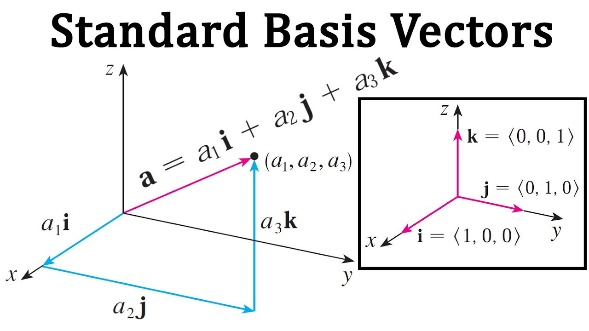 Standard Basis Vectors
z
a = a₁i + a₂j + a₃k
(a₁, a₂, a₃)
a₁i
a₃k
x
y
a₂j
z
k = ⟨0, 0, 1⟩
j = ⟨0, 1, 0⟩
x
i = ⟨1, 0, 0⟩
y